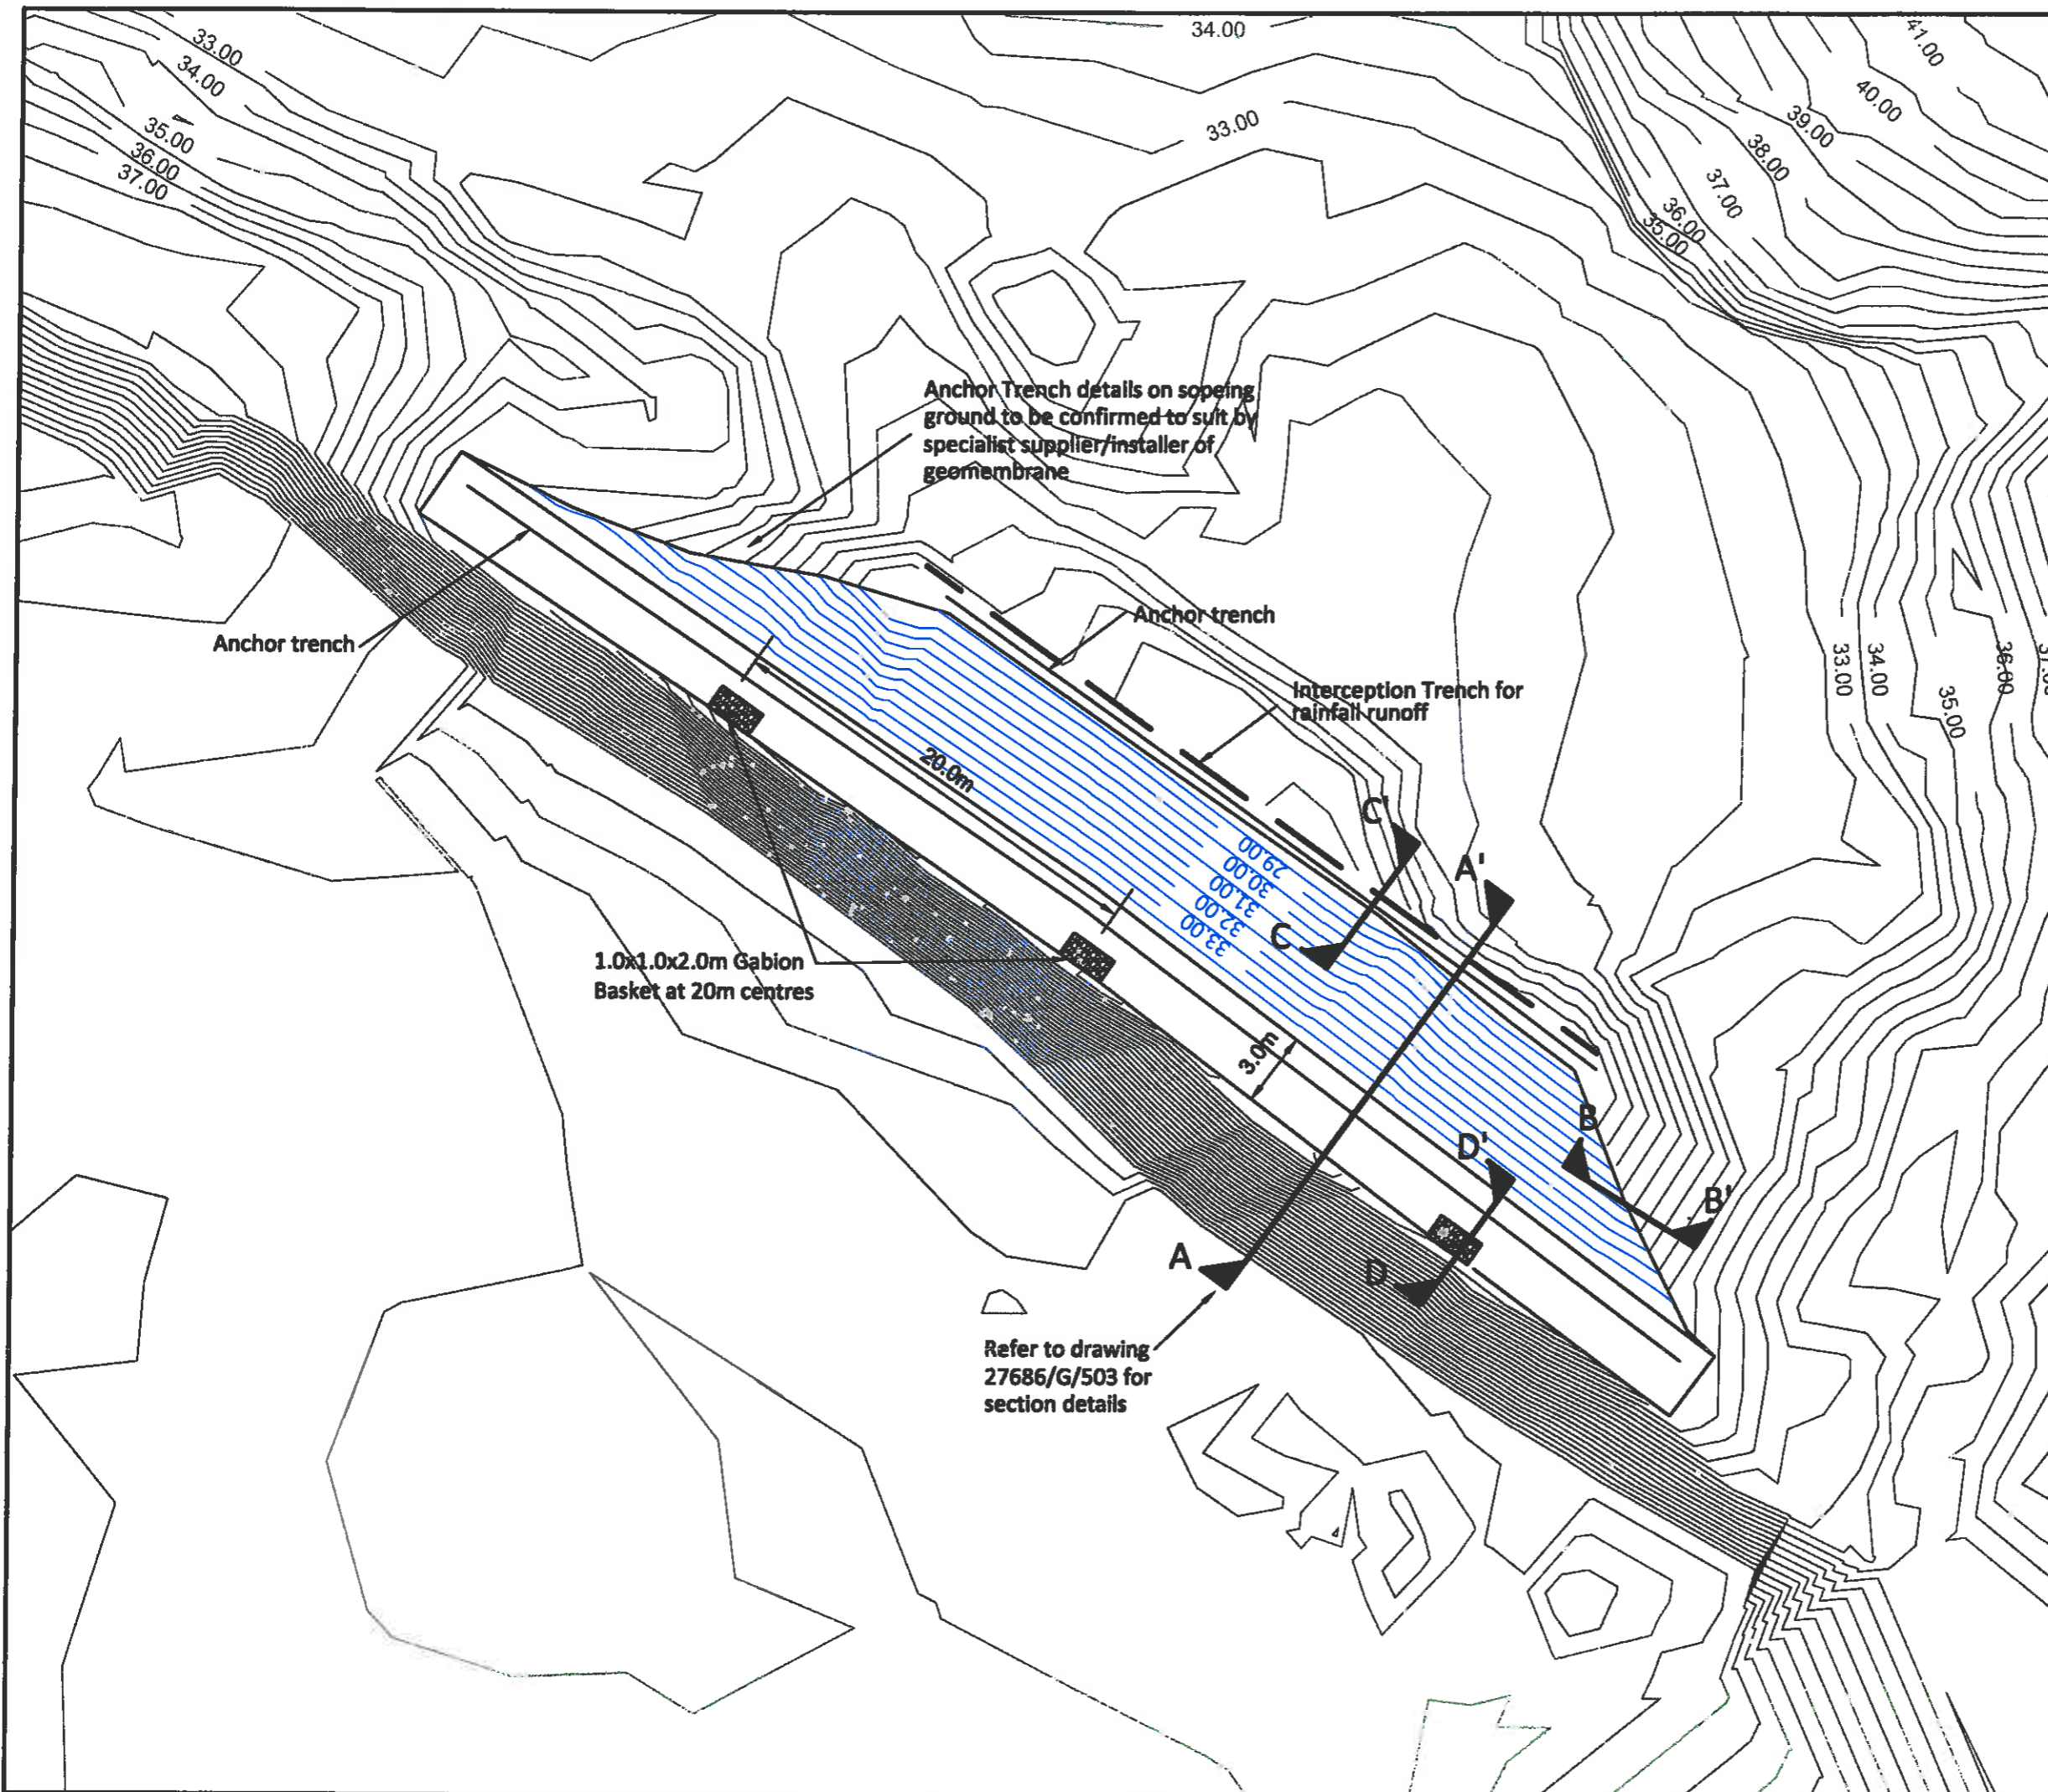 34.00
41.00
33.00
34.00
40.00
39.00
33.00
35.00
36.00
37.00
38.00
37.00
36.00
35.00
Anchor Trench details on sopeing
ground to be confirmed to suit by
specialist supplier/installer of
geomembrane
Anchor trench
Anchor trench
Interception Trench for
rainfall runoff
33.00
34.00
36.00
35.00
20.0m
C'
A'
29.00
30.00
31.00
32.00
33.00
C
1.0x1.0x2.0m Gabion
Basket at 20m centres
3.0m
B
D'
B'
A
D
Refer to drawing
27686/G/503 for
section details